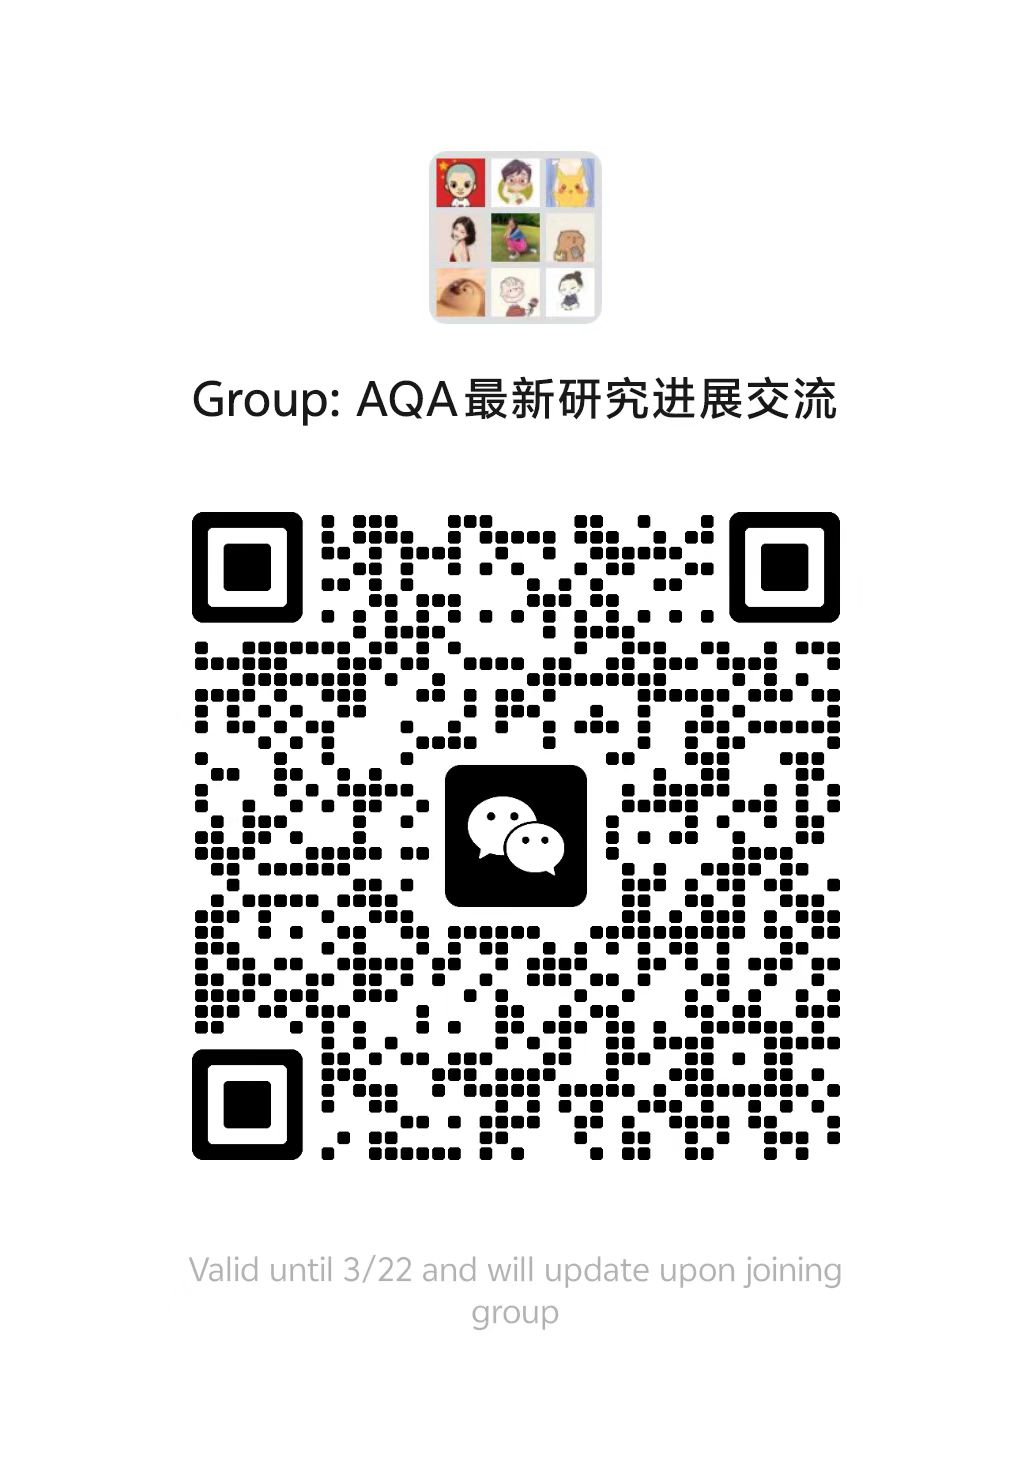 Group: AQA最新研究进展交流
Valid until 3/22 and will update upon joining
group